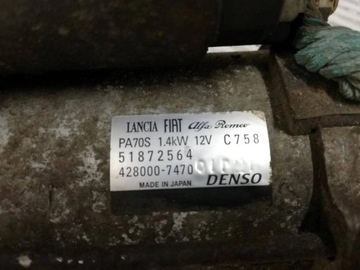 LANCIA FIAT Alfa Romeo
PA70S 1.4kW 12V C758
51872564
428000-7470
MADE IN JAPAN DENSO